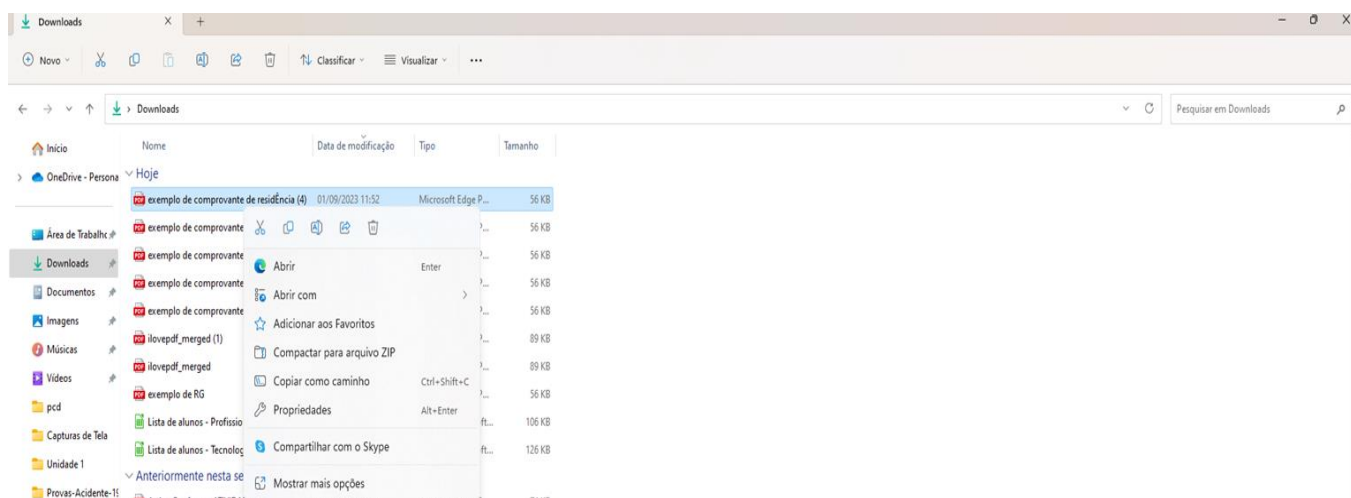 Downloads
Novo
Classificar
Visualizar
Downloads
Pesquisar em Downloads
Início
OneDrive - Persona
Área de Trabalhc
Downloads
Documentos
Imagens
Músicas
Vídeos
pcd
Capturas de Tela
Unidade 1
Provas-Acidente-19
Nome Data de modificação Tipo Tamanho
Hoje
exemplo de comprovante de residÊncia (4) 01/09/2023 11:52 Microsoft Edge P... 56 KB
exemplo de comprovante 56 KB
exemplo de comprovante 56 KB
exemplo de comprovante 56 KB
exemplo de comprovante 56 KB
ilovepdf_merged (1) 89 KB
ilovepdf_merged 89 KB
exemplo de RG 56 KB
Lista de alunos - Profissio ft... 106 KB
Lista de alunos - Tecnolog ft... 126 KB
Anteriormente nesta se
Abrir Enter
Abrir com
Adicionar aos Favoritos
Compactar para arquivo ZIP
Copiar como caminho Ctrl+Shift+C
Propriedades Alt+Enter
Compartilhar com o Skype
Mostrar mais opções